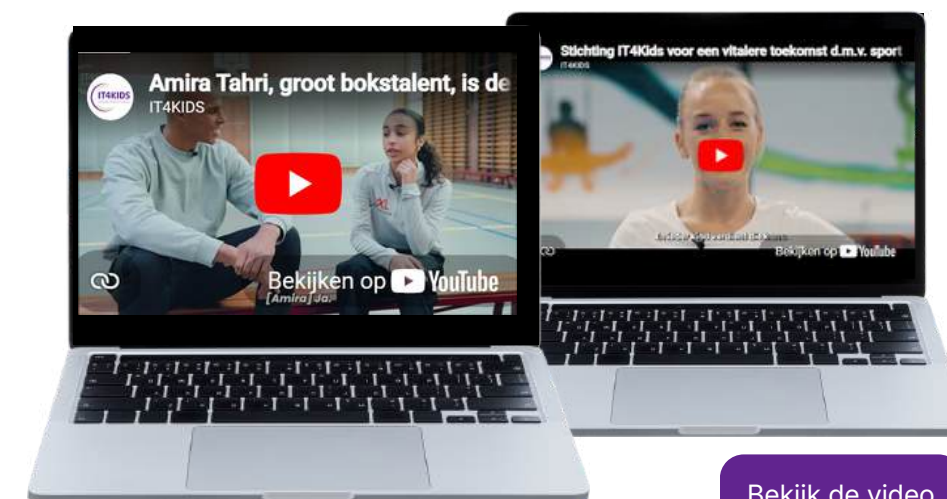 IT4KIDS
Amira Tahri, groot bokstalent, is de
IT4KIDS
Bekijken op YouTube
[Amira] Ja.
Stichting IT4Kids voor een vitalere toekomst d.m.v. sport
IT4KIDS
Bekijken op YouTube
Bekijk de video